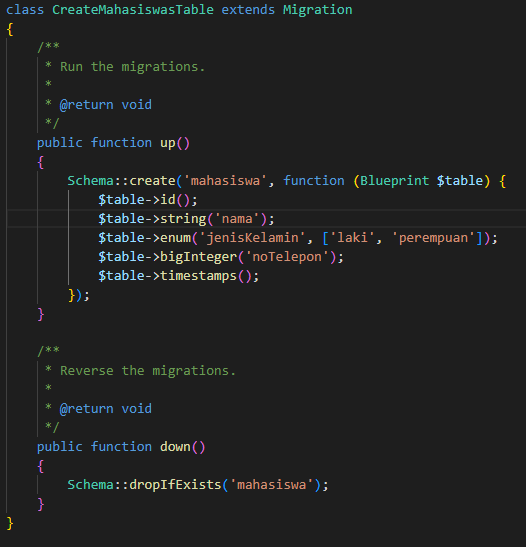 class CreateMahasiswasTable extends Migration
{
    /**
     * Run the migrations.
     *
     * @return void
     */
    public function up()
    {
        Schema::create('mahasiswa', function (Blueprint $table) {
            $table->id();
            $table->string('nama');
            $table->enum('jenisKelamin', ['laki', 'perempuan']);
            $table->bigInteger('noTelepon');
            $table->timestamps();
        });
    }

    /**
     * Reverse the migrations.
     *
     * @return void
     */
    public function down()
    {
        Schema::dropIfExists('mahasiswa');
    }
}